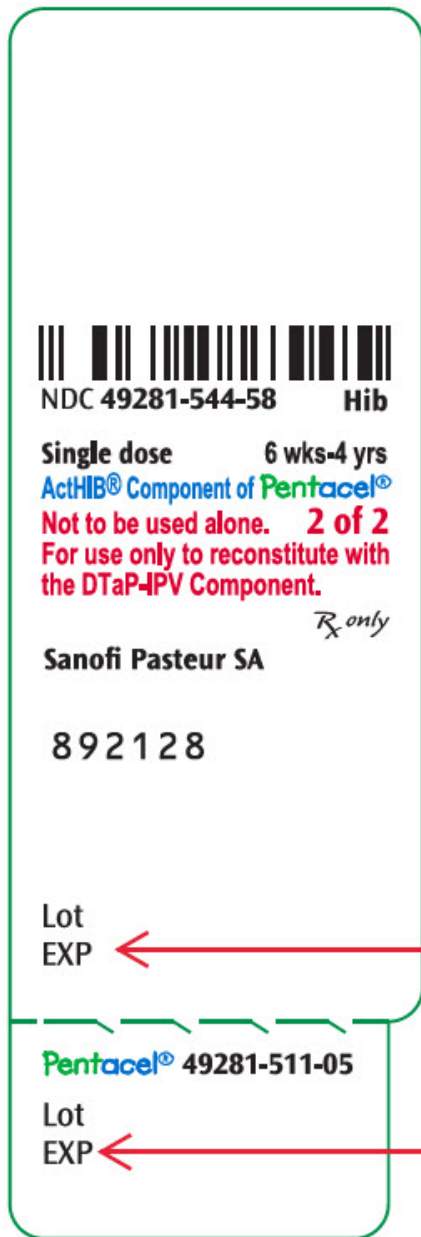 NDC 49281-544-58 Hib
Single dose 6 wks-4 yrs
ActHIB® Component of Pentacel®
Not to be used alone. 2 of 2
For use only to reconstitute with
the DTaP-IPV Component.
Rx only
Sanofi Pasteur SA
892128
Lot
EXP
Pentacel® 49281-511-05
Lot
EXP